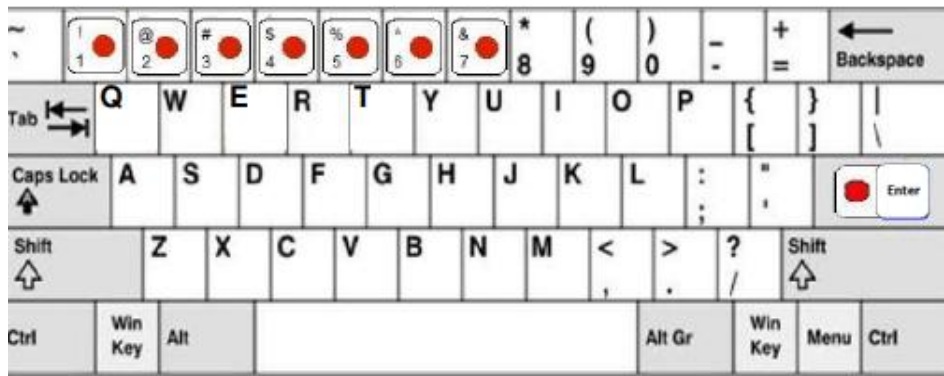 ~ ! @ # $ % ^ & * ( ) _ + Backspace
` 1 2 3 4 5 6 7 8 9 0 - =
Tab Q W E R T Y U I O P { } |
[ ] \
Caps Lock A S D F G H J K L : " Enter
; '
Shift Z X C V B N M < > ? Shift
, . /
Ctrl Win Key Alt Alt Gr Win Key Menu Ctrl